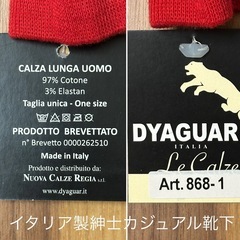 CALZA LUNGA UOMO
97% Cotone
3% Elastan
Taglia unica - One size
PRODOTTO BREVETTATO
n° Brevetto 0000262510
Made in Italy
Prodotto e distribuito da:
NUOVA CALZE REGIA s.r.l.
www.dyaguar.it
DYAGUAR
ITALIA
Le Calze
Art. 868-1
イタリア製紳士カジュアル靴下